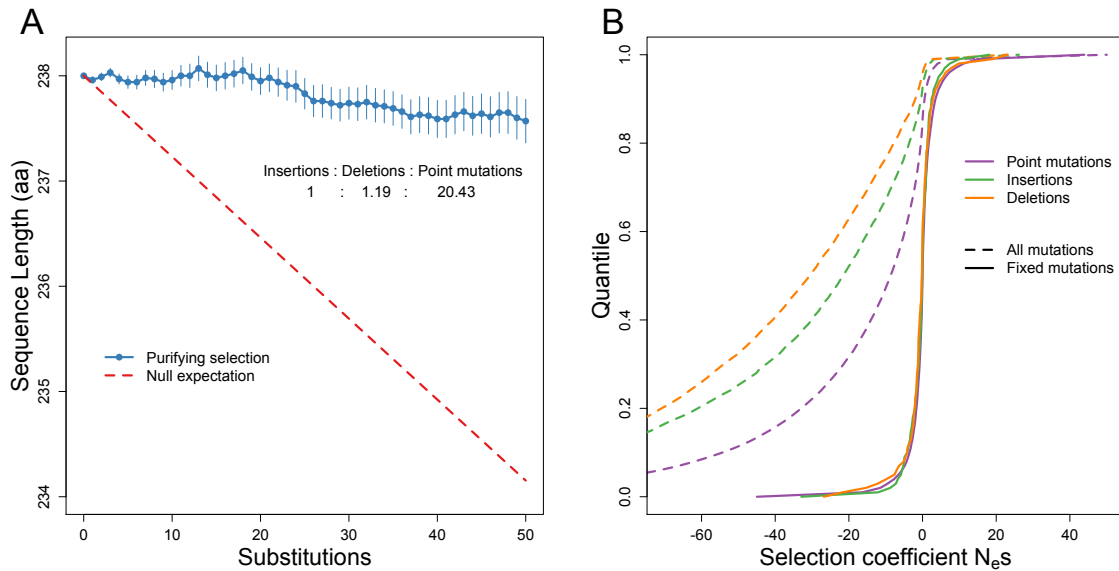 A
238
237
236
235
234
Sequence Length (aa)
Insertions : Deletions : Point mutations
1 : 1.19 : 20.43
Purifying selection
Null expectation
0 10 20 30 40 50
Substitutions
B
1.0
0.8
0.6
0.4
0.2
0.0
Quantile
Point mutations
Insertions
Deletions
All mutations
Fixed mutations
-60 -40 -20 0 20 40
Selection coefficient Nes